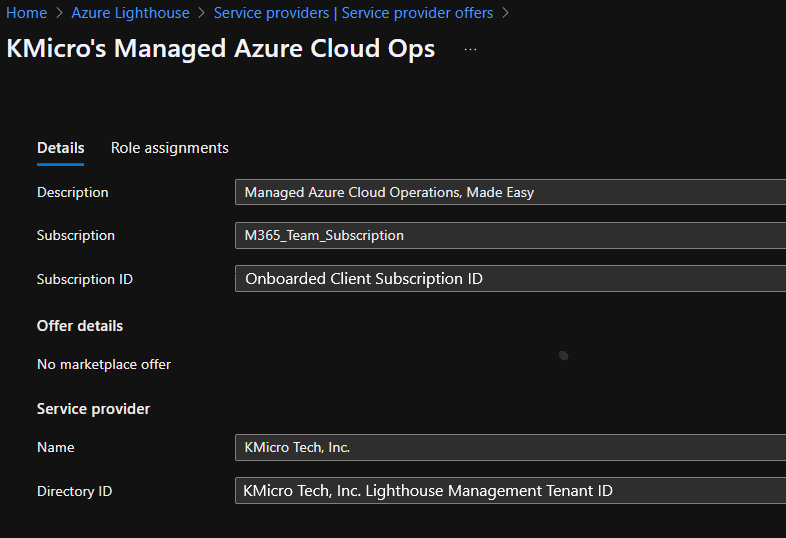 Home > Azure Lighthouse > Service providers | Service provider offers >
KMicro's Managed Azure Cloud Ops ...
Details Role assignments
Description Managed Azure Cloud Operations, Made Easy
Subscription M365_Team_Subscription
Subscription ID Onboarded Client Subscription ID
Offer details
No marketplace offer
Service provider
Name KMicro Tech, Inc.
Directory ID KMicro Tech, Inc. Lighthouse Management Tenant ID